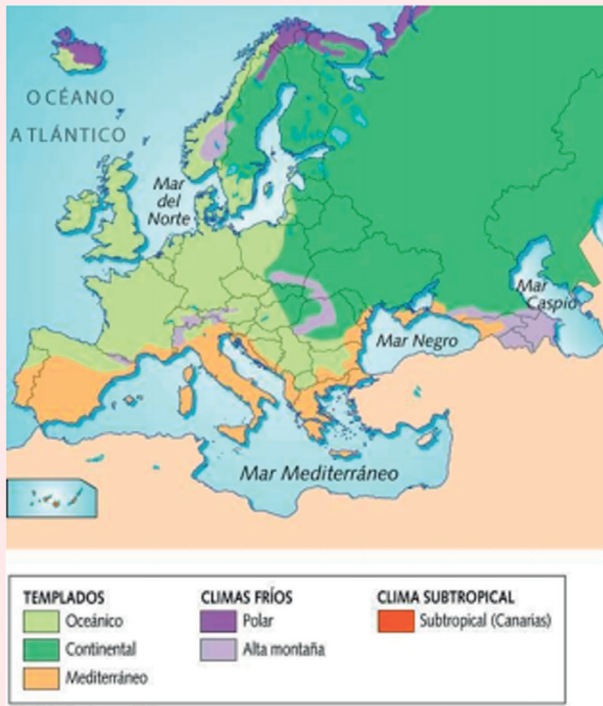 OCÉANO
ATLÁNTICO
Mar
del
Norte
Mar
Caspio
Mar Negro
Mar Mediterráneo
TEMPLADOS
Oceánico
Continental
Mediterráneo
CLIMAS FRÍOS
Polar
Alta montaña
CLIMA SUBTROPICAL
Subtropical (Canarias)